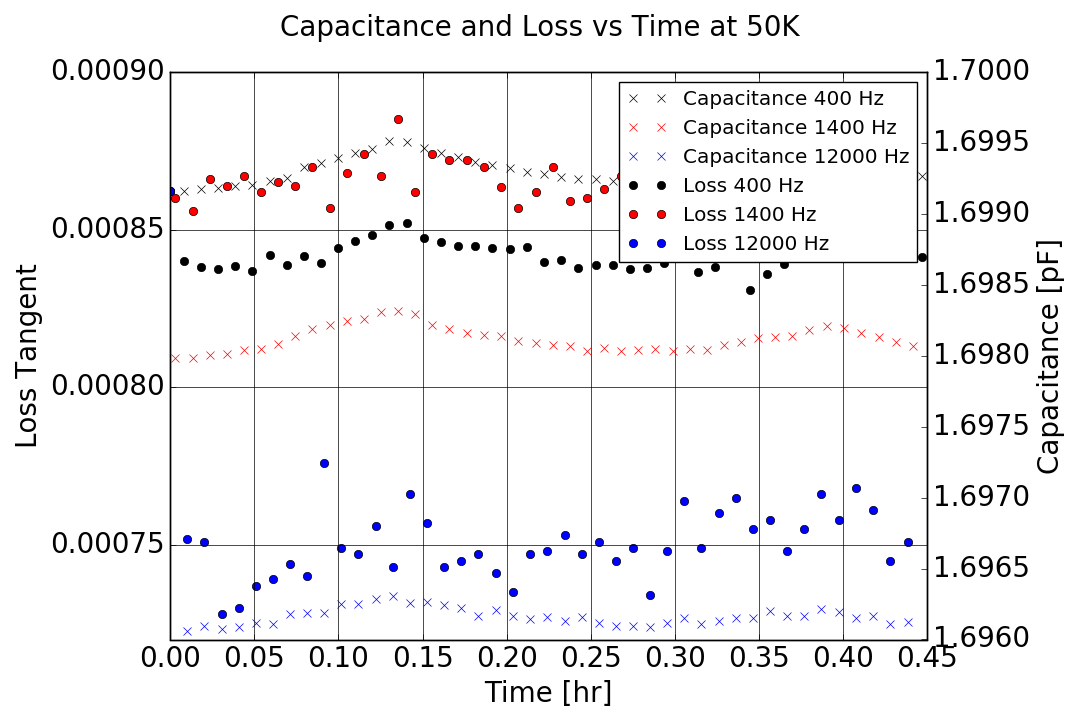 Capacitance and Loss vs Time at 50K
0.00090
0.00085
0.00080
0.00075
Loss Tangent
Capacitance 400 Hz
Capacitance 1400 Hz
Capacitance 12000 Hz
Loss 400 Hz
Loss 1400 Hz
Loss 12000 Hz
1.7000
1.6995
1.6990
1.6985
1.6980
1.6975
1.6970
1.6965
1.6960
Capacitance [pF]
0.00 0.05 0.10 0.15 0.20 0.25 0.30 0.35 0.40 0.45
Time [hr]